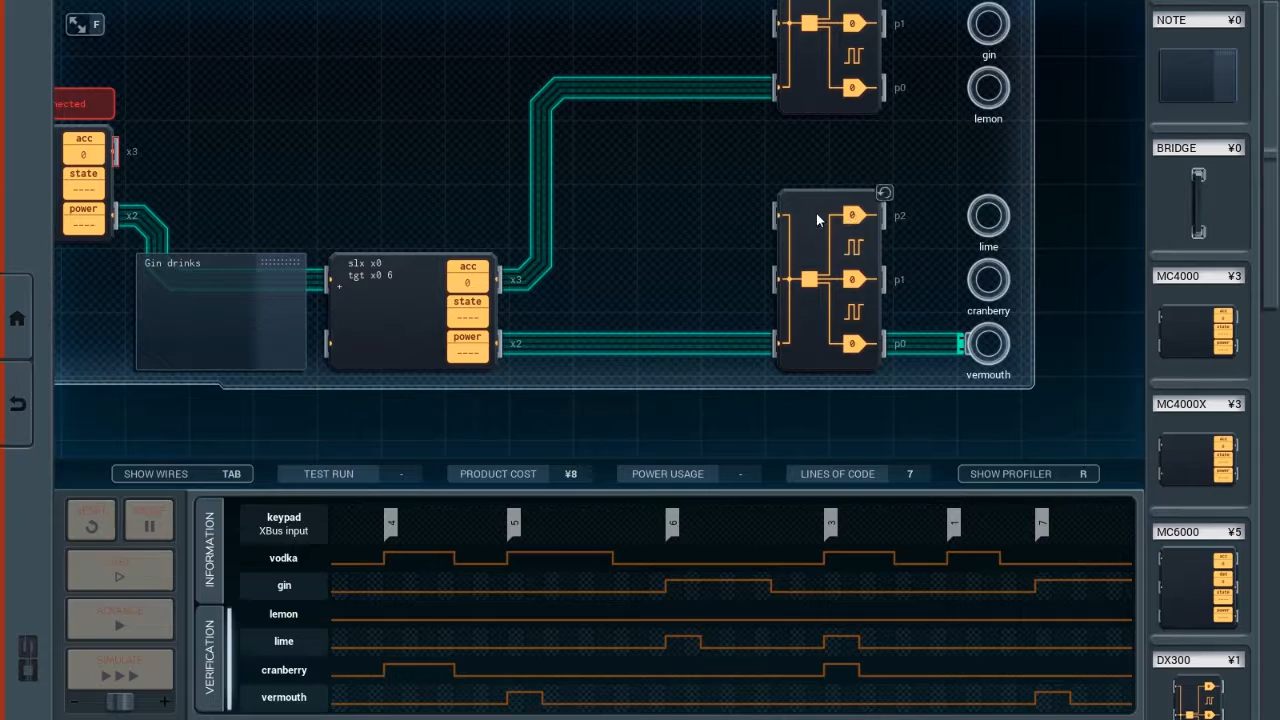 F
nected
acc
0
state
----
power
----
x3
x2
Gin drinks
slx x0
tgt x0 6
+
acc
0
state
----
power
----
x3
x2
0
p1
0
p0
0
p2
0
p1
0
p0
gin
lemon
lime
cranberry
vermouth
NOTE ¥0
BRIDGE ¥0
MC4000 ¥3
MC4000X ¥3
MC6000 ¥5
DX300 ¥1
SHOW WIRES TAB
TEST RUN -
PRODUCT COST ¥8
POWER USAGE -
LINES OF CODE 7
SHOW PROFILER R
ADVANCE
SIMULATE
- +
INFORMATION
VERIFICATION
keypad
XBus input
4 5 6 3 1 7
vodka
gin
lemon
lime
cranberry
vermouth